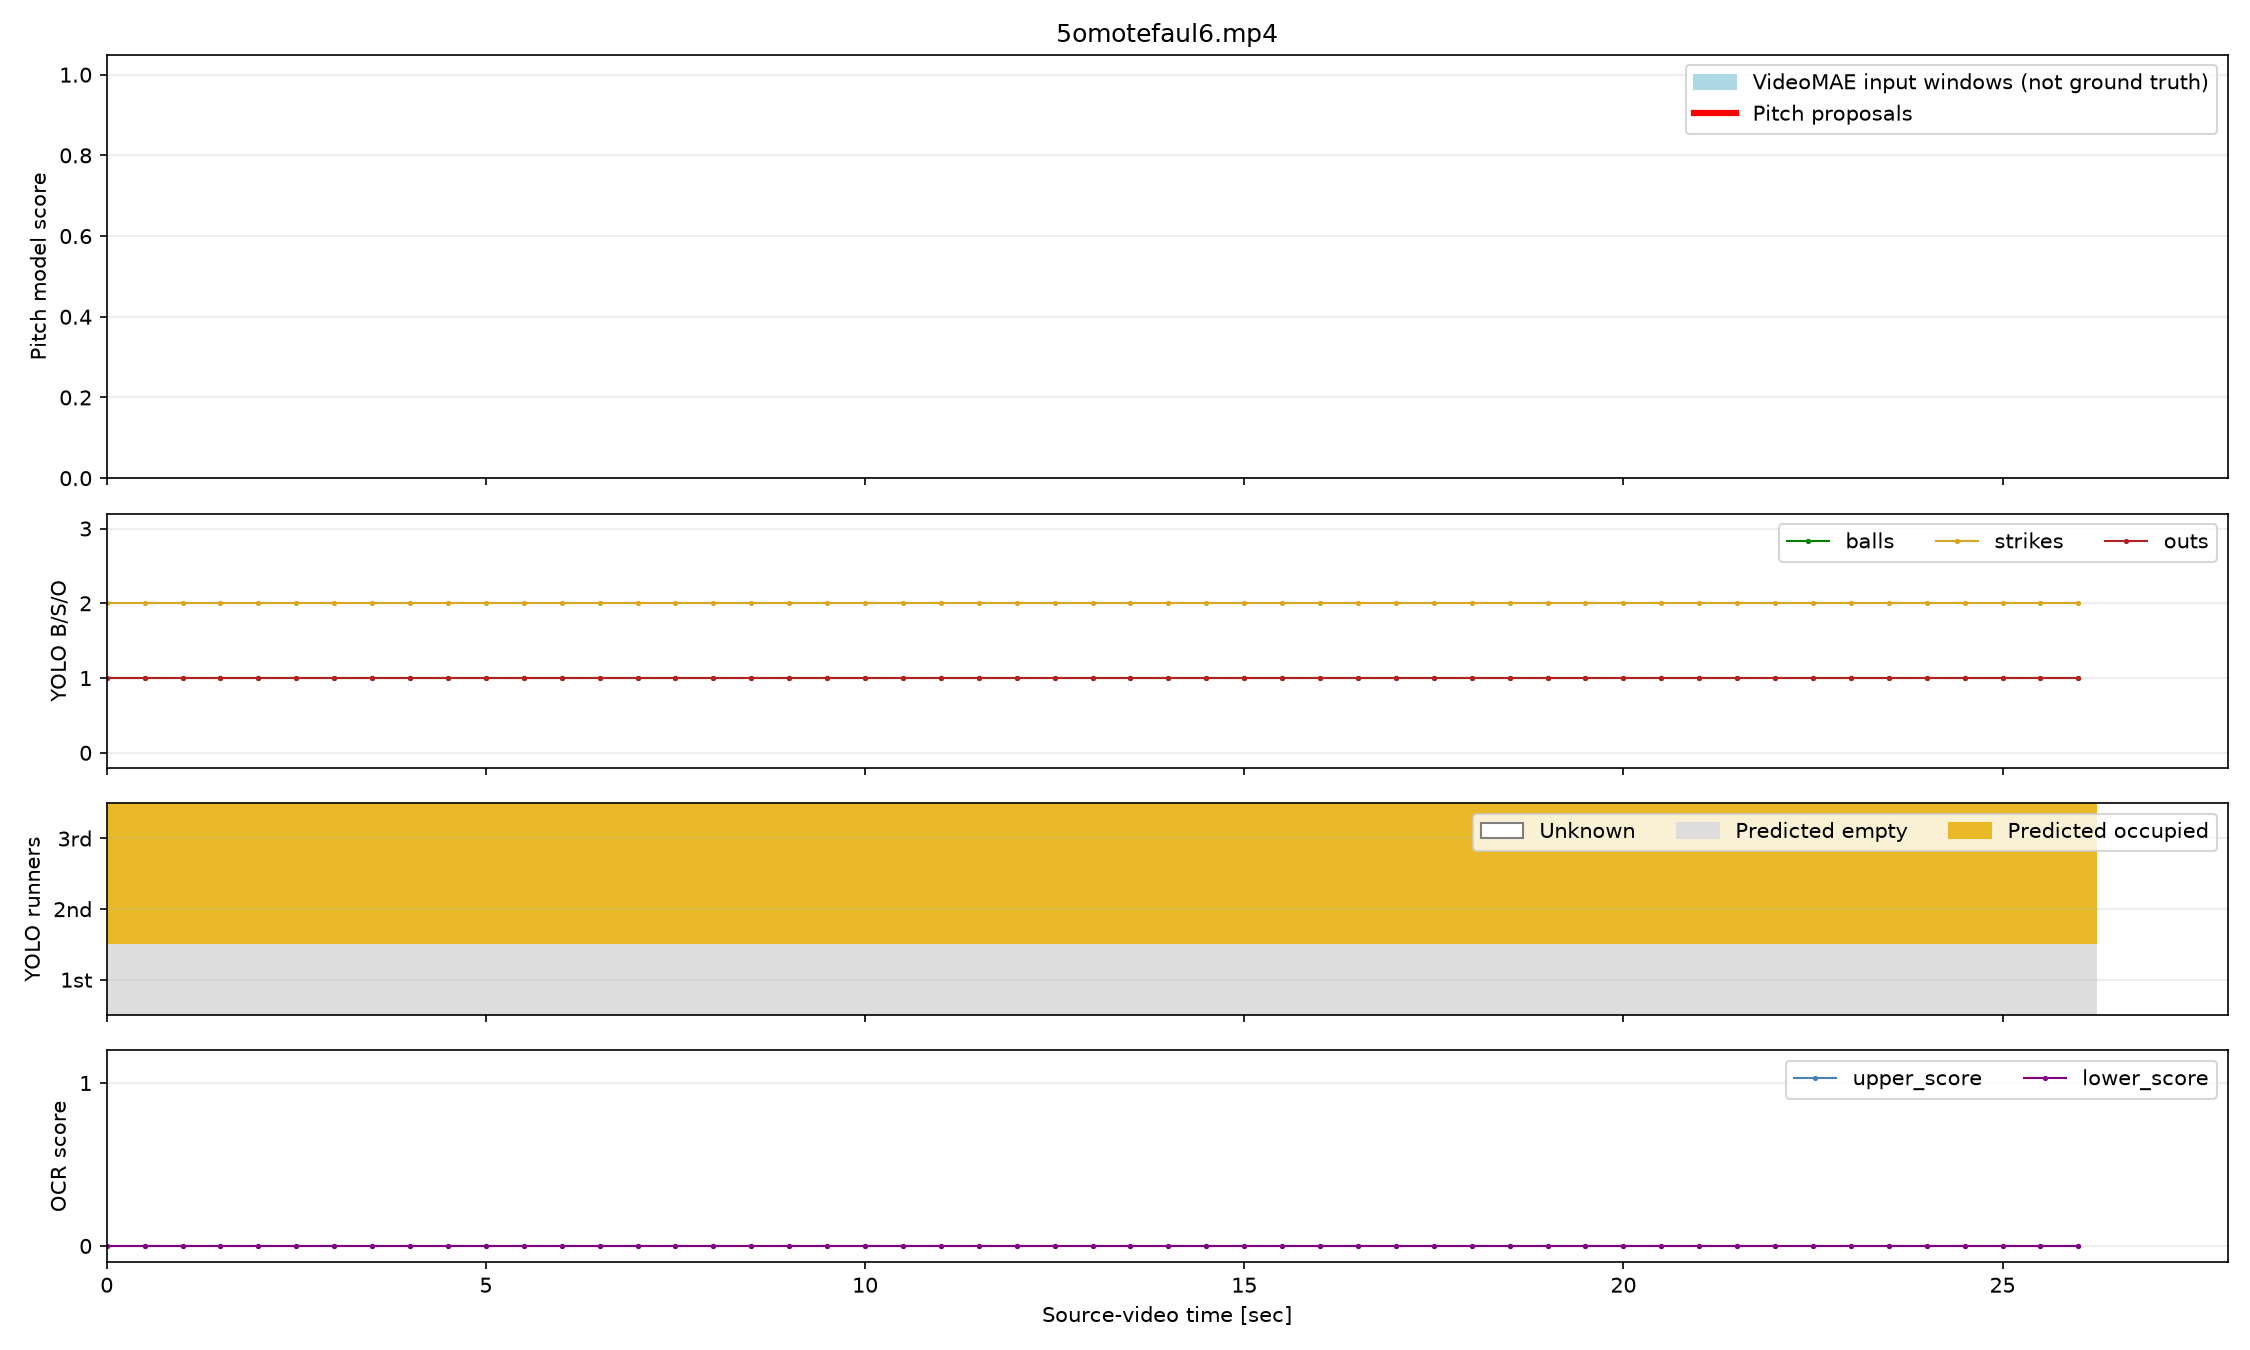 5omotefaul6.mp4
Pitch model score
1.0
0.8
0.6
0.4
0.2
0.0
VideoMAE input windows (not ground truth)
Pitch proposals
YOLO B/S/O
3
2
1
0
balls strikes outs
YOLO runners
3rd
2nd
1st
Unknown Predicted empty Predicted occupied
OCR score
1
0
upper_score lower_score
0 5 10 15 20 25
Source-video time [sec]